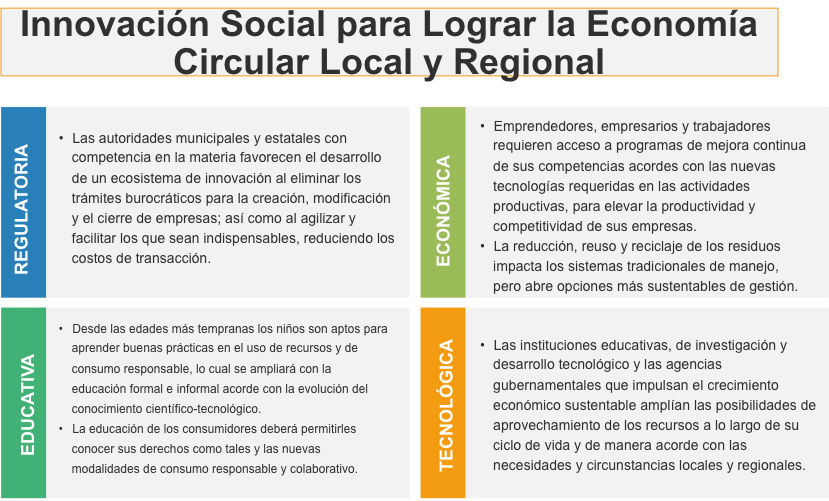 Innovación Social para Lograr la Economía
Circular Local y Regional
REGULATORIA
• Las autoridades municipales y estatales con
competencia en la materia favorecen el desarrollo
de un ecosistema de innovación al eliminar los
trámites burocráticos para la creación, modificación
y el cierre de empresas; así como al agilizar y
facilitar los que sean indispensables, reduciendo los
costos de transacción.
ECONÓMICA
• Emprendedores, empresarios y trabajadores
requieren acceso a programas de mejora continua
de sus competencias acordes con las nuevas
tecnologías requeridas en las actividades
productivas, para elevar la productividad y
competitividad de sus empresas.
• La reducción, reuso y reciclaje de los residuos
impacta los sistemas tradicionales de manejo,
pero abre opciones más sustentables de gestión.
EDUCATIVA
• Desde las edades más tempranas los niños son aptos para
aprender buenas prácticas en el uso de recursos y de
consumo responsable, lo cual se ampliará con la
educación formal e informal acorde con la evolución del
conocimiento científico-tecnológico.
• La educación de los consumidores deberá permitirles
conocer sus derechos como tales y las nuevas
modalidades de consumo responsable y colaborativo.
TECNOLÓGICA
• Las instituciones educativas, de investigación y
desarrollo tecnológico y las agencias
gubernamentales que impulsan el crecimiento
económico sustentable amplían las posibilidades de
aprovechamiento de los recursos a lo largo de su
ciclo de vida y de manera acorde con las
necesidades y circunstancias locales y regionales.